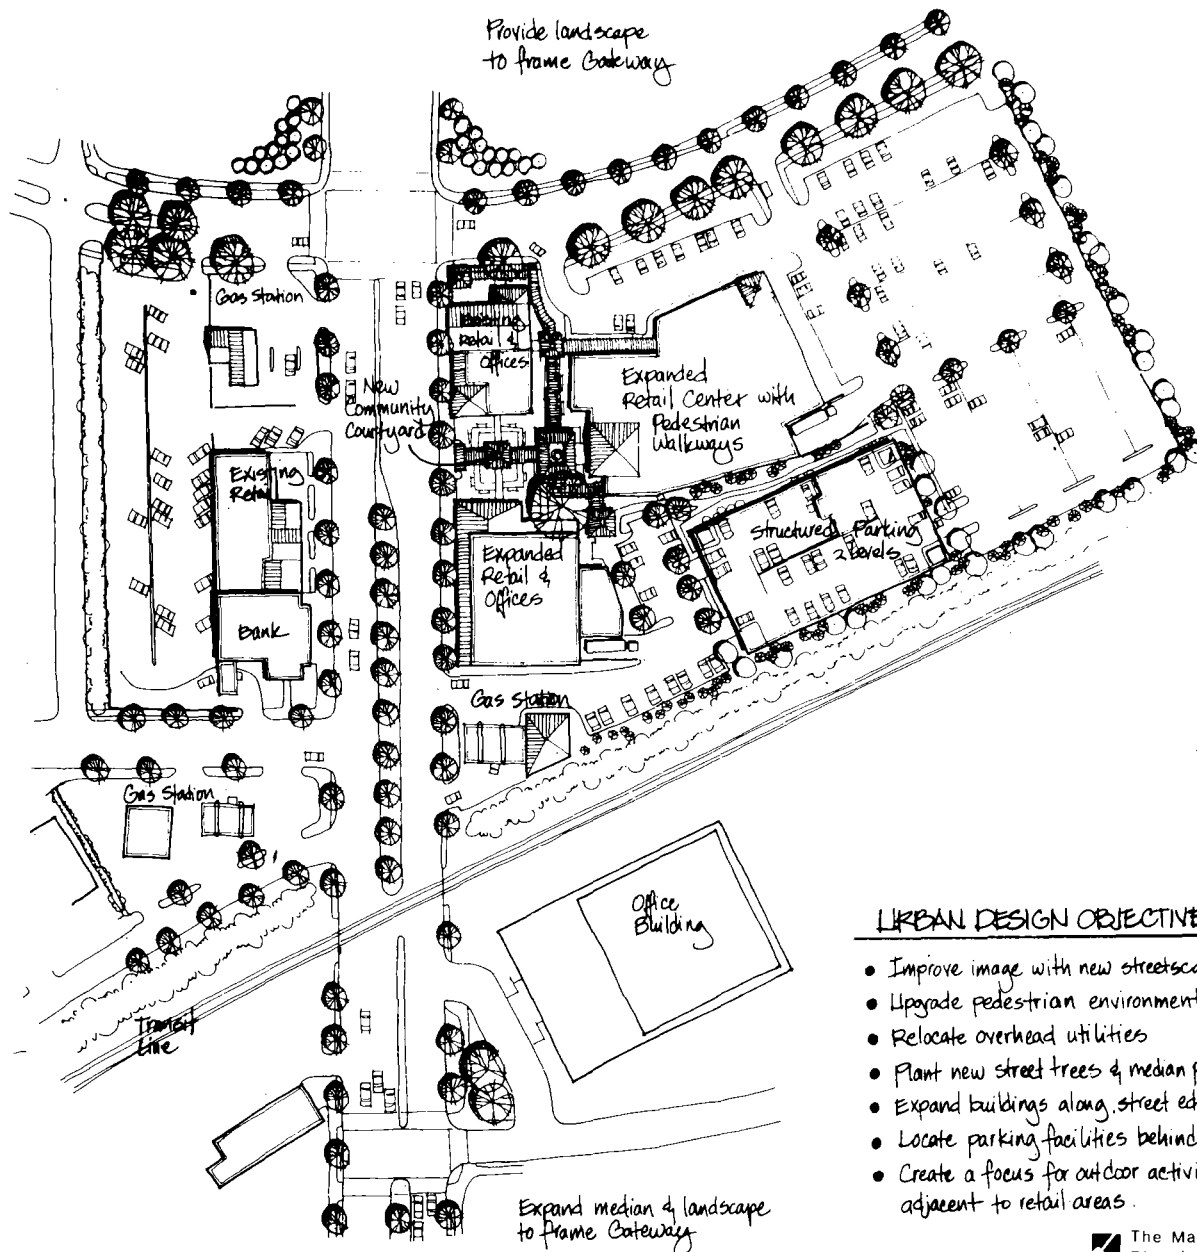 Provide landscape
to frame Gateway
Gas Station
Existing
Retail &
Offices
New
Community
Courtyard
Expanded
Retail Center with
Pedestrian
Walkways
Existing
Retail
Structured Parking
2 Levels
Expanded
Retail &
Offices
Bank
Gas Station
Gas Station
Office
Building
Transit
Line
URBAN DESIGN OBJECTIVE
• Improve image with new streetsca
• Upgrade pedestrian environment
• Relocate overhead utilities
• Plant new street trees & median p
• Expand buildings along street ed
• Locate parking facilities behind
• Create a focus for outdoor activi
adjacent to retail areas.
Expand median & landscape
to frame Gateway
The Ma